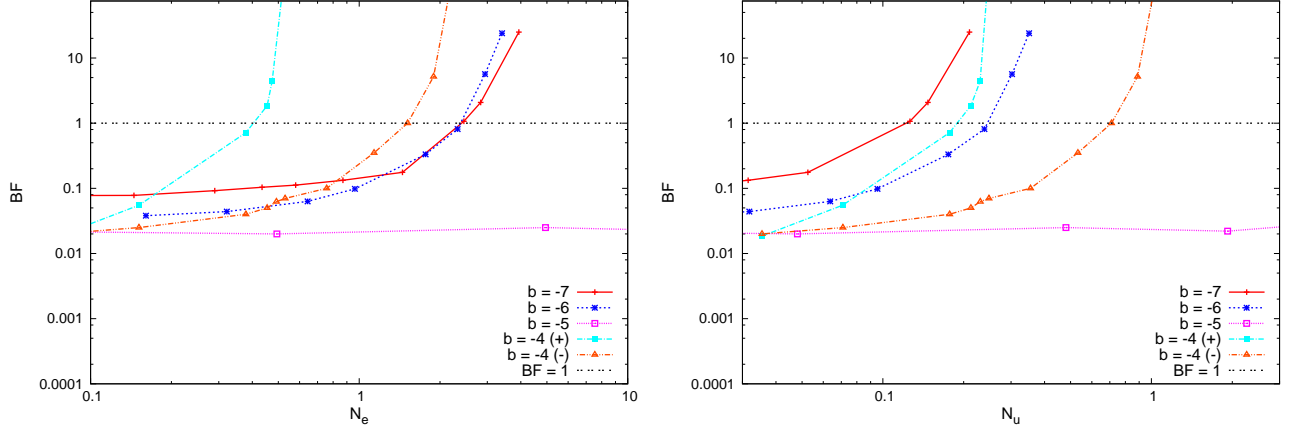 10
1
0.1
0.01
0.001
0.0001
0.1
1
10
BF
N_e
b = -7
b = -6
b = -5
b = -4 (+)
b = -4 (-)
BF = 1
10
1
0.1
0.01
0.001
0.0001
0.1
1
BF
N_u
b = -7
b = -6
b = -5
b = -4 (+)
b = -4 (-)
BF = 1